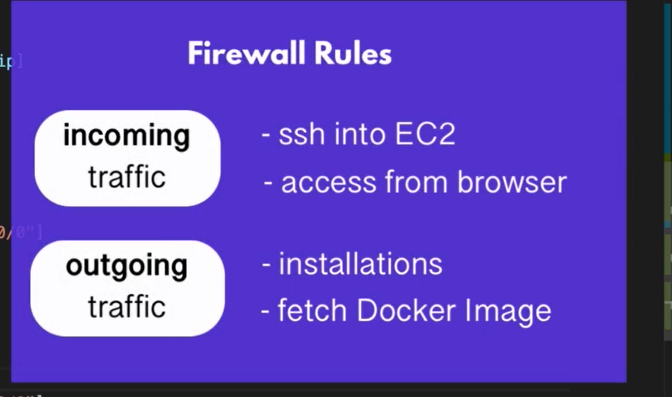 Firewall Rules
ip]
incoming
traffic
- ssh into EC2
- access from browser
0/0"]
outgoing
traffic
- installations
- fetch Docker Image